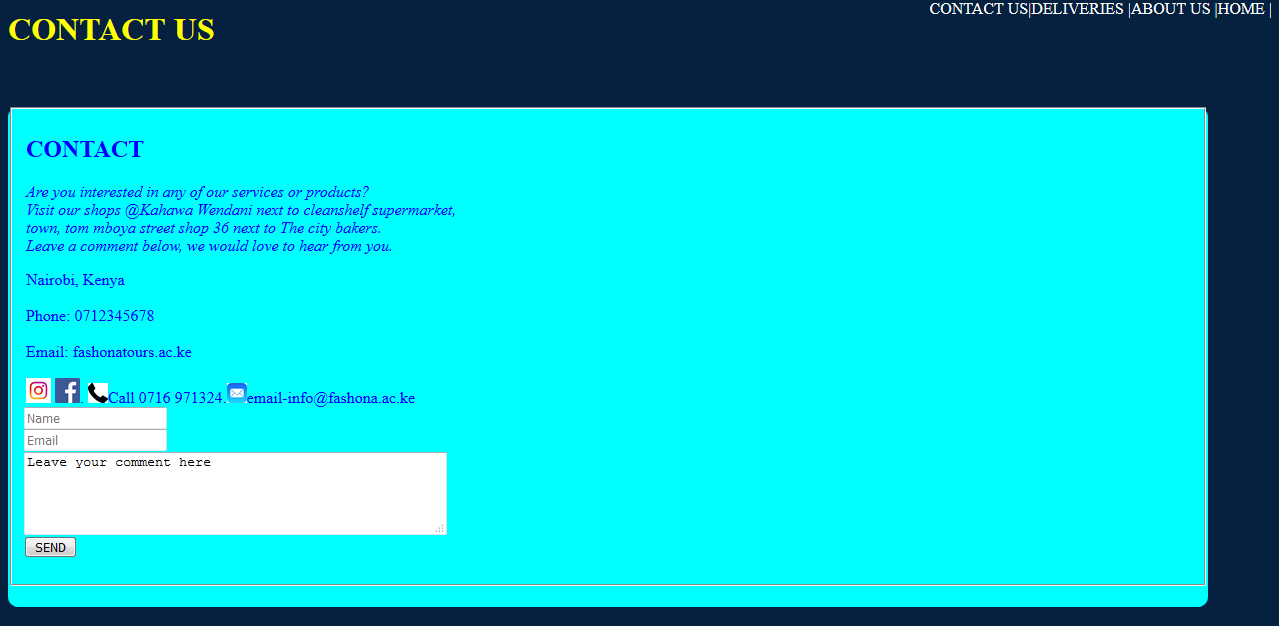 CONTACT US|DELIVERIES |ABOUT US |HOME |
CONTACT US
CONTACT
Are you interested in any of our services or products?
Visit our shops @Kahawa Wendani next to cleanshelf supermarket,
town, tom mboya street shop 36 next to The city bakers.
Leave a comment below, we would love to hear from you.
Nairobi, Kenya
Phone: 0712345678
Email: fashonatours.ac.ke
. Call 0716 971324. email-info@fashona.ac.ke
Name
Email
Leave your comment here
SEND